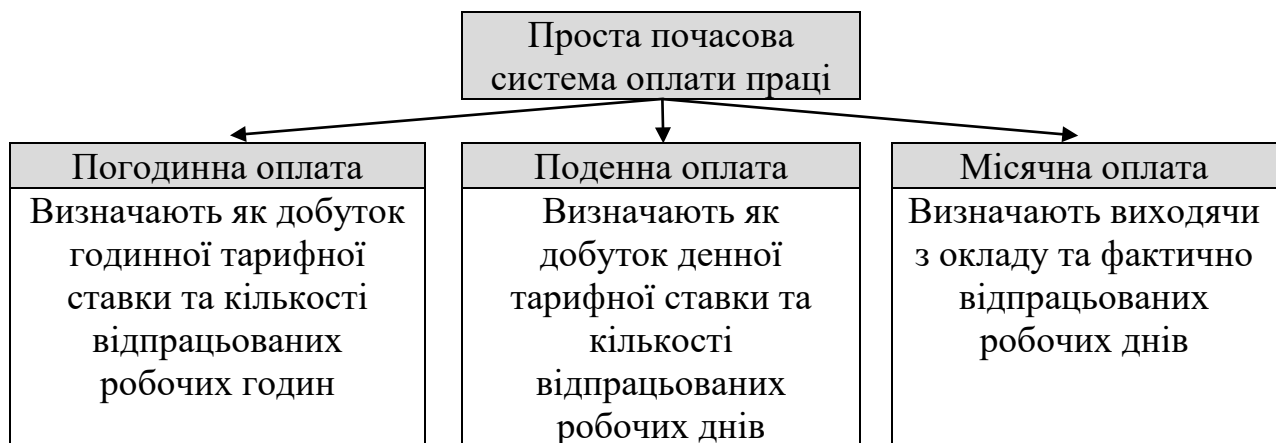 Проста почасова
система оплати праці
Погодинна оплата
Визначають як добуток
годинної тарифної
ставки та кількості
відпрацьованих
робочих годин
Поденна оплата
Визначають як
добуток денної
тарифної ставки та
кількості
відпрацьованих
робочих днів
Місячна оплата
Визначають виходячи
з окладу та фактично
відпрацьованих
робочих днів